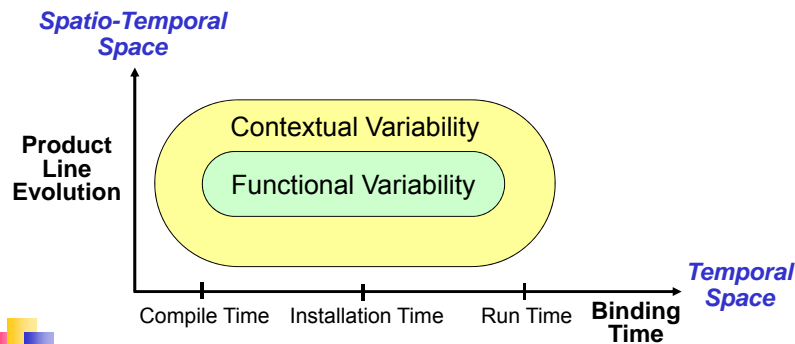 Spatio-Temporal
Space
Contextual Variability
Product
Line
Evolution
Functional Variability
Temporal
Space
Compile Time
Installation Time
Run Time
Binding
Time